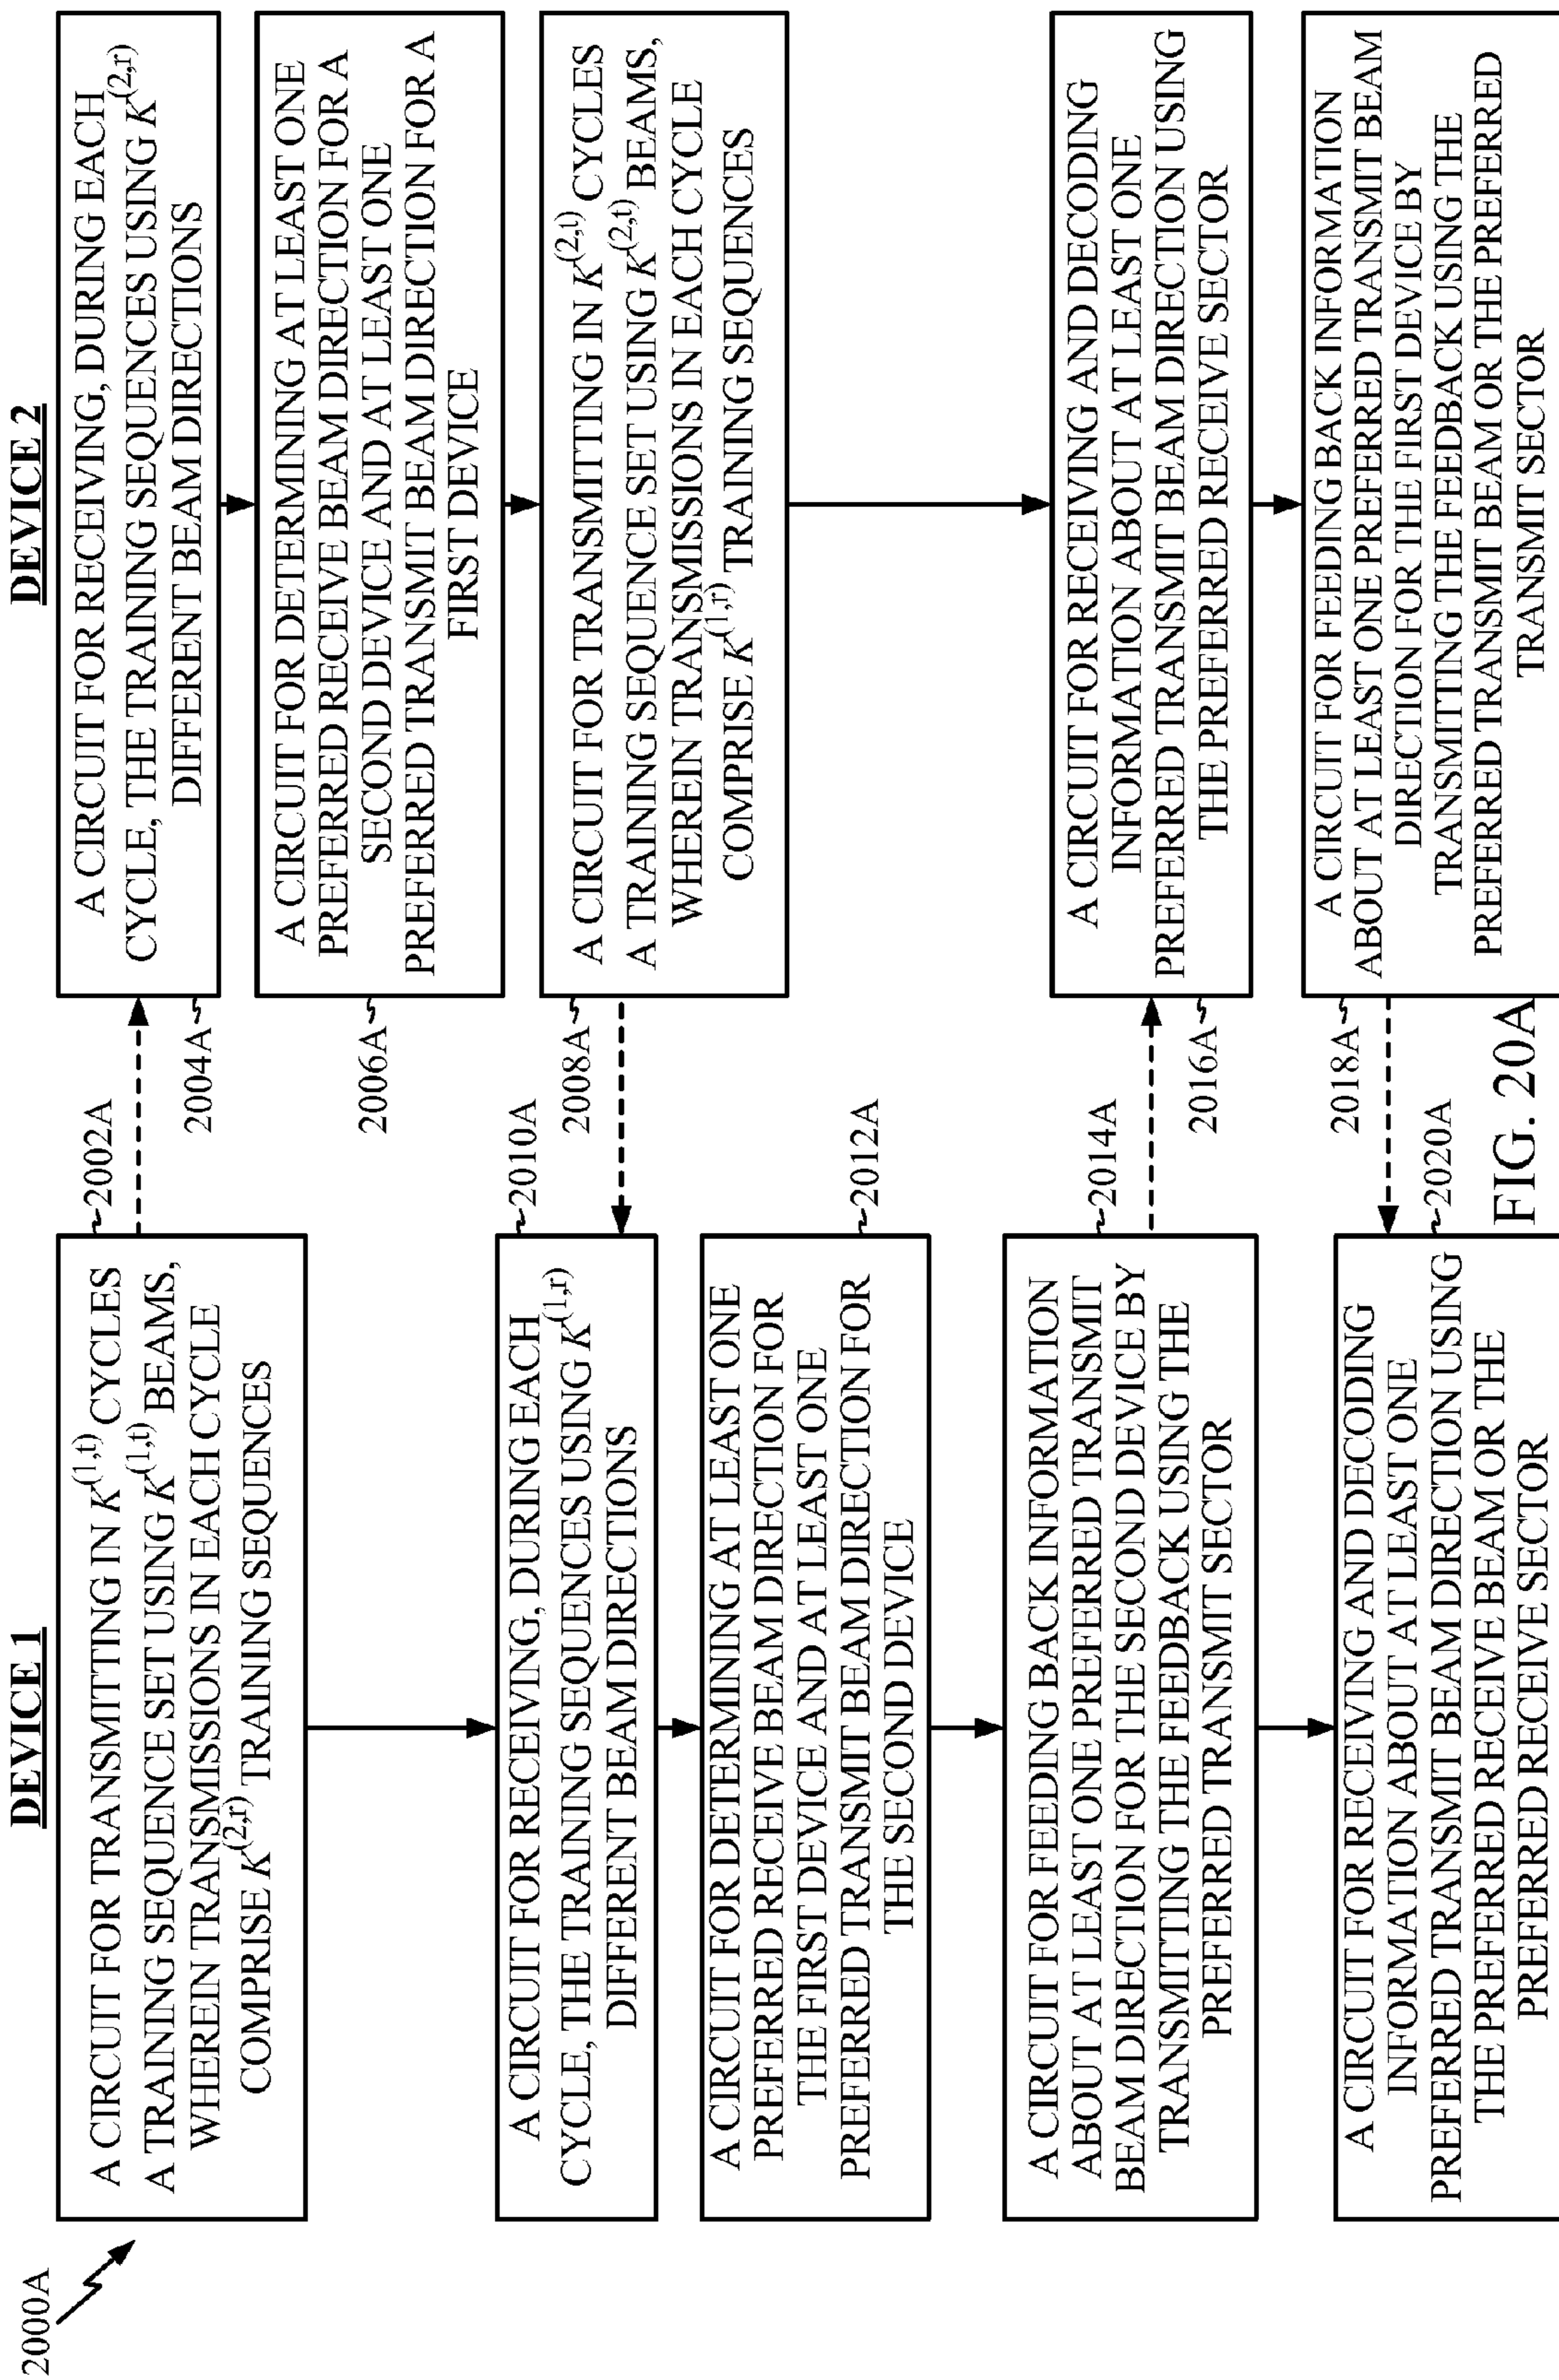 2000A
DEVICE 1
2002A
A CIRCUIT FOR TRANSMITTING IN K^(1,t) CYCLES
A TRAINING SEQUENCE SET USING K^(1,t) BEAMS,
WHEREIN TRANSMISSIONS IN EACH CYCLE
COMPRISE K^(2,r) TRAINING SEQUENCES
2010A
A CIRCUIT FOR RECEIVING, DURING EACH
CYCLE, THE TRAINING SEQUENCES USING K^(1,r)
DIFFERENT BEAM DIRECTIONS
2012A
A CIRCUIT FOR DETERMINING AT LEAST ONE
PREFERRED RECEIVE BEAM DIRECTION FOR
THE FIRST DEVICE AND AT LEAST ONE
PREFERRED TRANSMIT BEAM DIRECTION FOR
THE SECOND DEVICE
2014A
A CIRCUIT FOR FEEDING BACK INFORMATION
ABOUT AT LEAST ONE PREFERRED TRANSMIT
BEAM DIRECTION FOR THE SECOND DEVICE BY
TRANSMITTING THE FEEDBACK USING THE
PREFERRED TRANSMIT SECTOR
2020A
A CIRCUIT FOR RECEIVING AND DECODING
INFORMATION ABOUT AT LEAST ONE
PREFERRED TRANSMIT BEAM DIRECTION USING
THE PREFERRED RECEIVE BEAM OR THE
PREFERRED RECEIVE SECTOR
DEVICE 2
2004A
A CIRCUIT FOR RECEIVING, DURING EACH
CYCLE, THE TRAINING SEQUENCES USING K^(2,r)
DIFFERENT BEAM DIRECTIONS
2006A
A CIRCUIT FOR DETERMINING AT LEAST ONE
PREFERRED RECEIVE BEAM DIRECTION FOR A
SECOND DEVICE AND AT LEAST ONE
PREFERRED TRANSMIT BEAM DIRECTION FOR A
FIRST DEVICE
2008A
A CIRCUIT FOR TRANSMITTING IN K^(2,t) CYCLES
A TRAINING SEQUENCE SET USING K^(2,t) BEAMS,
WHEREIN TRANSMISSIONS IN EACH CYCLE
COMPRISE K^(1,r) TRAINING SEQUENCES
2016A
A CIRCUIT FOR RECEIVING AND DECODING
INFORMATION ABOUT AT LEAST ONE
PREFERRED TRANSMIT BEAM DIRECTION USING
THE PREFERRED RECEIVE SECTOR
2018A
A CIRCUIT FOR FEEDING BACK INFORMATION
ABOUT AT LEAST ONE PREFERRED TRANSMIT BEAM
DIRECTION FOR THE FIRST DEVICE BY
TRANSMITTING THE FEEDBACK USING THE
PREFERRED TRANSMIT BEAM OR THE PREFERRED
TRANSMIT SECTOR
FIG. 20A